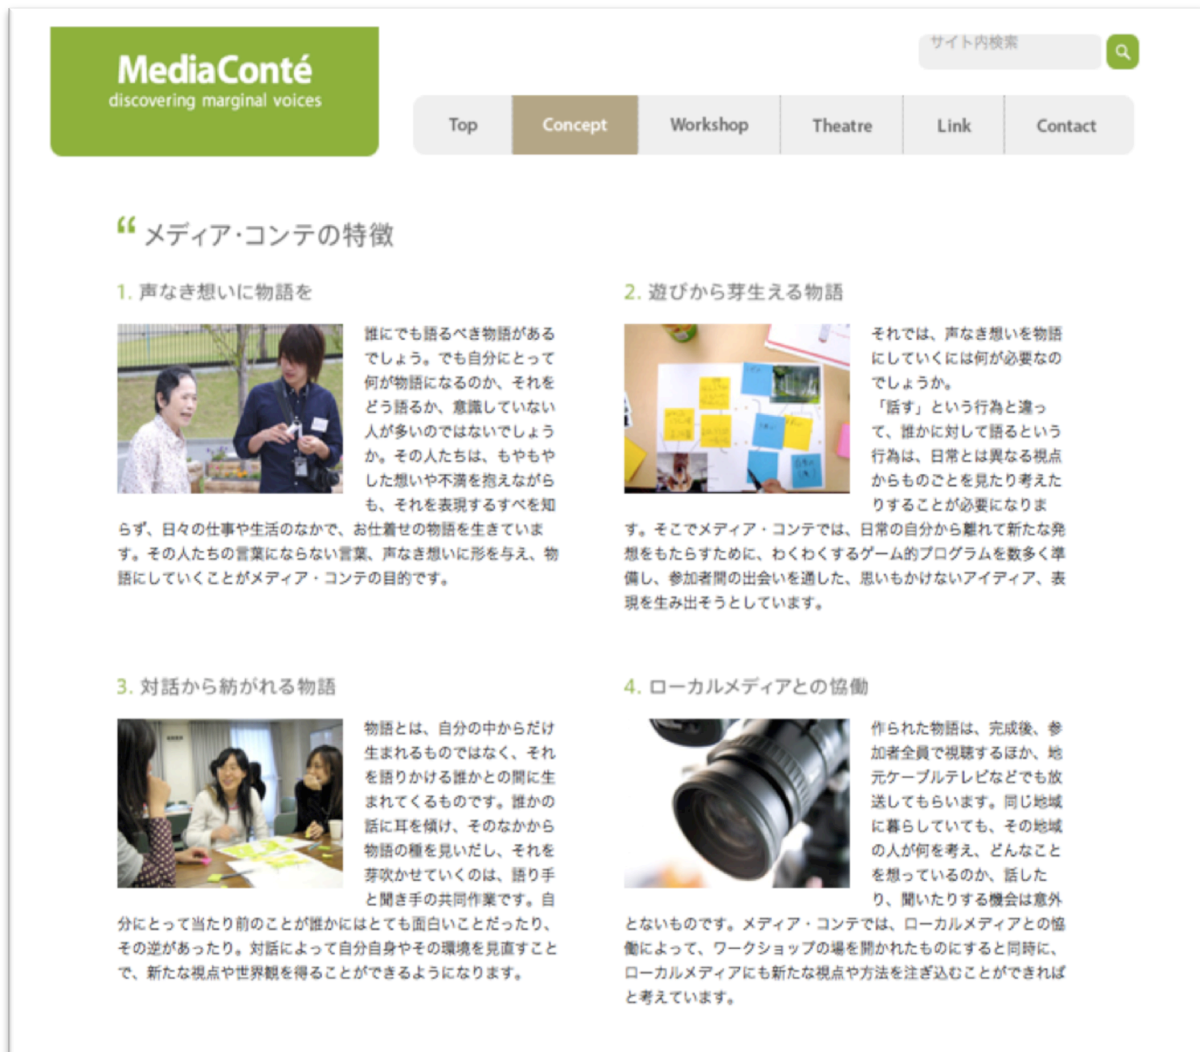 MediaConté
discovering marginal voices
サイト内検索
Top
Concept
Workshop
Theatre
Link
Contact
“ メディア・コンテの特徴
1. 声なき想いに物語を
誰にでも語るべき物語がある
でしょう。でも自分にとって
何が物語になるのか、それを
どう語るか、意識していない
人が多いのではないでしょう
か。その人たちは、もやもや
した想いや不満を抱えながら
も、それを表現するすべを知
らず、日々の仕事や生活のなかで、お仕着せの物語を生きていま
す。その人たちの言葉にならない言葉、声なき想いに形を与え、物
語にしていくことがメディア・コンテの目的です。
2. 遊びから芽生える物語
それでは、声なき想いを物語
にしていくには何が必要なの
でしょうか。
「話す」という行為と違っ
て、誰かに対して語るという
行為は、日常とは異なる視点
からものごとを見たり考えた
りすることが必要になりま
す。そこでメディア・コンテでは、日常の自分から離れて新たな発
想をもたらすために、わくわくするゲーム的プログラムを数多く準
備し、参加者間の出会いを通した、思いもかけないアイディア、表
現を生み出そうとしています。
3. 対話から紡がれる物語
物語とは、自分の中からだけ
生まれるものではなく、それ
を語りかける誰かとの間に生
まれてくるものです。誰かの
話に耳を傾け、そのなかから
物語の種を見いだし、それを
芽吹かせていくのは、語り手
と聞き手の共同作業です。自
分にとって当たり前のことが誰かにはとても面白いことだったり、
その逆があったり。対話によって自分自身やその環境を見直すこと
で、新たな視点や世界観を得ることができるようになります。
4. ローカルメディアとの恊働
作られた物語は、完成後、参
加者全員で視聴するほか、地
元ケーブルテレビなどでも放
送してもらいます。同じ地域
に暮らしていても、その地域
の人が何を考え、どんなこと
を想っているのか、話した
り、聞いたりする機会は意外
とないものです。メディア・コンテでは、ローカルメディアとの恊
働によって、ワークショップの場を開かれたものにすると同時に、
ローカルメディアにも新たな視点や方法を注ぎ込むことができれば
と考えています。